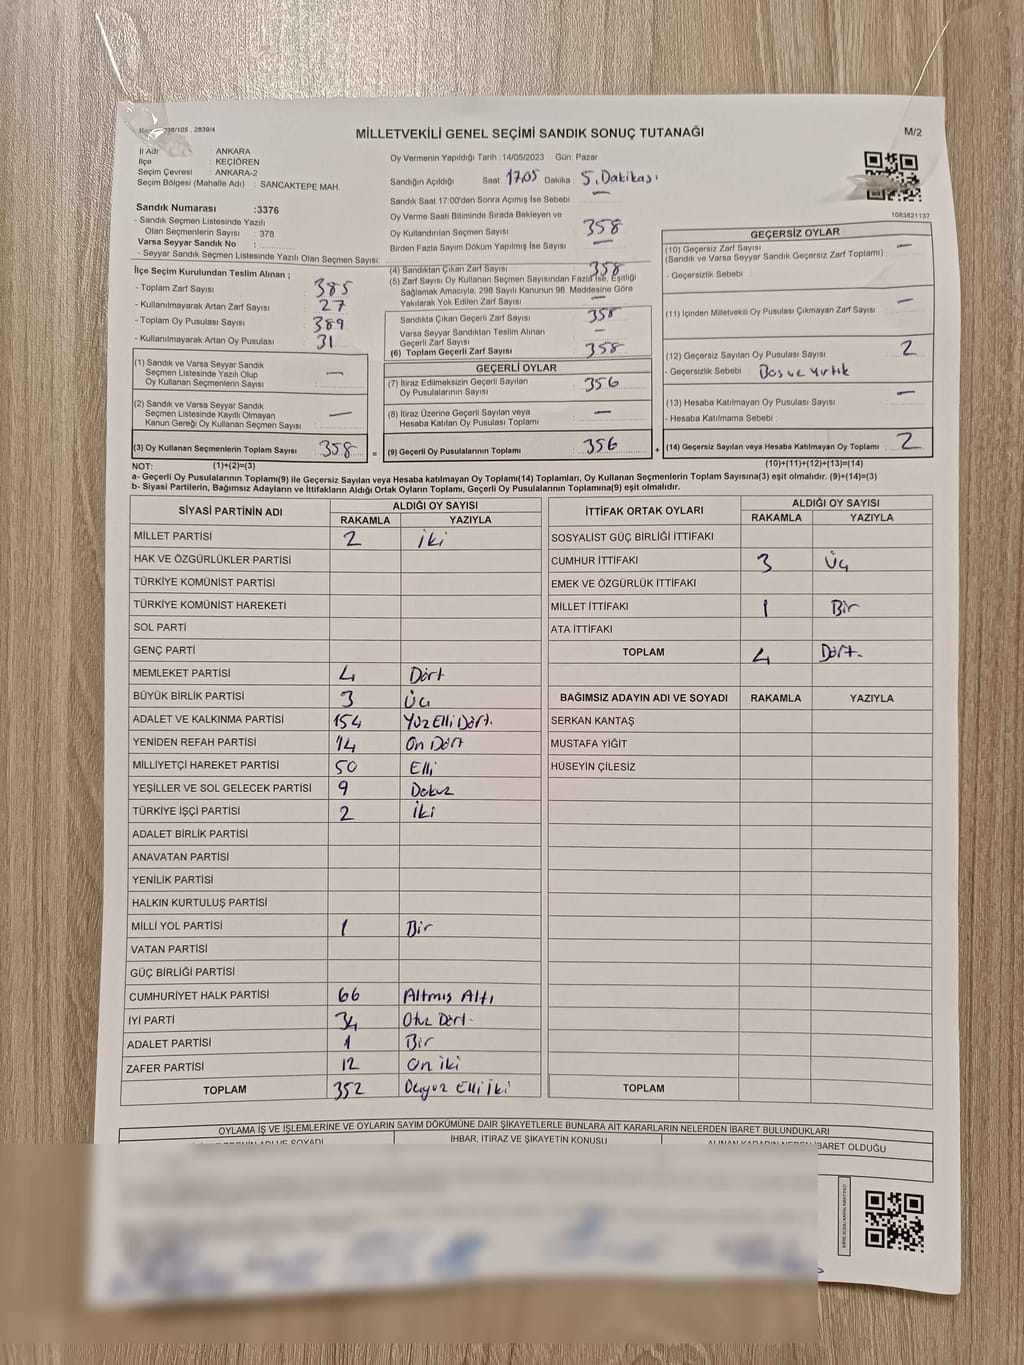 298/105 , 2839/4
MİLLETVEKİLİ GENEL SEÇİMİ SANDIK SONUÇ TUTANAĞI
M/2
İl Adı : ANKARA
İlçe : KEÇİÖREN
Seçim Çevresi : ANKARA-2
Seçim Bölgesi (Mahalle Adı) : SANCAKTEPE MAH.
Sandık Numarası :3376
- Sandık Seçmen Listesinde Yazılı
Olan Seçmenlerin Sayısı : 378
Varsa Seyyar Sandık No :
- Seyyar Sandık Seçmen Listesinde Yazılı Olan Seçmen Sayısı:
İlçe Seçim Kurulundan Teslim Alınan ;
- Toplam Zarf Sayısı : 385
- Kullanılmayarak Artan Zarf Sayısı : 27
- Toplam Oy Pusulası Sayısı : 389
- Kullanılmayarak Artan Oy Pusulası : 31
(1) Sandık ve Varsa Seyyar Sandık
Seçmen Listesinde Yazılı Olup
Oy Kullanan Seçmenlerin Sayısı : —
(2) Sandık ve Varsa Seyyar Sandık
Seçmen Listesinde Kayıtlı Olmayan
Kanun Gereği Oy Kullanan Seçmen Sayısı : —
(3) Oy Kullanan Seçmenlerin Toplam Sayısı : 358 =
Oy Vermenin Yapıldığı Tarih :14/05/2023 Gün: Pazar
Sandığın Açıldığı Saat 17.05 Dakika 5. Dakikası
Sandık Saat 17:00'den Sonra Açımış İse Sebebi —
Oy Verme Saati Bitiminde Sırada Bekleyen ve
Oy Kullandırılan Seçmen Sayısı : 358
Birden Fazla Sayım Döküm Yapılmış İse Sayısı : —
(4) Sandıktan Çıkan Zarf Sayısı : 358
(5) Zarf Sayısı Oy Kullanan Seçmen Sayısından Fazla İse, Eşitliği
Sağlamak Amacıyla, 298 Sayılı Kanunun 98. Maddesine Göre
Yakılarak Yok Edilen Zarf Sayısı : —
Sandıkta Çıkan Geçerli Zarf Sayısı : 358
Varsa Seyyar Sandıktan Teslim Alınan
Geçerli Zarf Sayısı : —
(6) Toplam Geçerli Zarf Sayısı : 358
GEÇERLİ OYLAR
(7) İtiraz Edilmeksizin Geçerli Sayılan
Oy Pusulalarının Sayısı : 356
(8) İtiraz Üzerine Geçerli Sayılan veya
Hesaba Katılan Oy Pusulası Toplamı : —
(9) Geçerli Oy Pusulalarının Toplamı : 356 +
1083621137
GEÇERSİZ OYLAR
(10) Geçersiz Zarf Sayısı : —
(Sandık ve Varsa Seyyar Sandık Geçersiz Zarf Toplamı)
- Geçersizlik Sebebi :
(11) İçinden Milletvekili Oy Pusulası Çıkmayan Zarf Sayısı : —
(12) Geçersiz Sayılan Oy Pusulası Sayısı : 2
- Geçersizlik Sebebi : Bos ve Yırtık
(13) Hesaba Katılmayan Oy Pusulası Sayısı : —
- Hesaba Katılmama Sebebi :
(14) Geçersiz Sayılan veya Hesaba Katılmayan Oy Toplamı : 2
NOT: (1)+(2)=(3) (10)+(11)+(12)+(13)=(14)
a- Geçerli Oy Pusulalarının Toplamı(9) ile Geçersiz Sayılan veya Hesaba katılmayan Oy Toplamı(14) Toplamları, Oy Kullanan Seçmenlerin Toplam Sayısına(3) eşit olmalıdır. (9)+(14)=(3)
b- Siyasi Partilerin, Bağımsız Adayların ve İttifakların Aldığı Ortak Oyların Toplamı, Geçerli Oy Pusulalarının Toplamına(9) eşit olmalıdır.
SİYASİ PARTİNİN ADI ALDIĞI OY SAYISI
RAKAMLA YAZIYLA
MİLLET PARTİSİ 2 iki
HAK VE ÖZGÜRLÜKLER PARTİSİ
TÜRKİYE KOMÜNİST PARTİSİ
TÜRKİYE KOMÜNİST HAREKETİ
SOL PARTİ
GENÇ PARTİ
MEMLEKET PARTİSİ 4 Dört
BÜYÜK BİRLİK PARTİSİ 3 Üç
ADALET VE KALKINMA PARTİSİ 154 Yüz Elli Dört.
YENİDEN REFAH PARTİSİ 14 On Dört
MİLLİYETÇİ HAREKET PARTİSİ 50 Elli
YEŞİLLER VE SOL GELECEK PARTİSİ 9 Dokuz
TÜRKİYE İŞÇİ PARTİSİ 2 İki
ADALET BİRLİK PARTİSİ
ANAVATAN PARTİSİ
YENİLİK PARTİSİ
HALKIN KURTULUŞ PARTİSİ
MİLLİ YOL PARTİSİ 1 Bir
VATAN PARTİSİ
GÜÇ BİRLİĞİ PARTİSİ
CUMHURİYET HALK PARTİSİ 66 Altmış Altı
İYİ PARTİ 34 Otuz Dört.
ADALET PARTİSİ 1 Bir
ZAFER PARTİSİ 12 On iki
TOPLAM 352 Üçyüz Elli İki
İTTİFAK ORTAK OYLARI ALDIĞI OY SAYISI
RAKAMLA YAZIYLA
SOSYALİST GÜÇ BİRLİĞİ İTTİFAKI
CUMHUR İTTİFAKI 3 Üç
EMEK VE ÖZGÜRLÜK İTTİFAKI
MİLLET İTTİFAKI 1 Bir
ATA İTTİFAKI
TOPLAM 4 Dört.
BAĞIMSIZ ADAYIN ADI VE SOYADI RAKAMLA YAZIYLA
SERKAN KANTAŞ
MUSTAFA YİĞİT
HÜSEYİN ÇİLESİZ
TOPLAM
OYLAMA İŞ VE İŞLEMLERİNE VE OYLARIN SAYIM DÖKÜMÜNE DAİR ŞİKAYETLERLE BUNLARA AİT KARARLARIN NELERDEN İBARET BULUNDUKLARI
ADI VE SOYADI İHBAR, İTİRAZ VE ŞİKAYETİN KONUSU ALINAN KARARIN NEDEN İBARET OLDUĞU